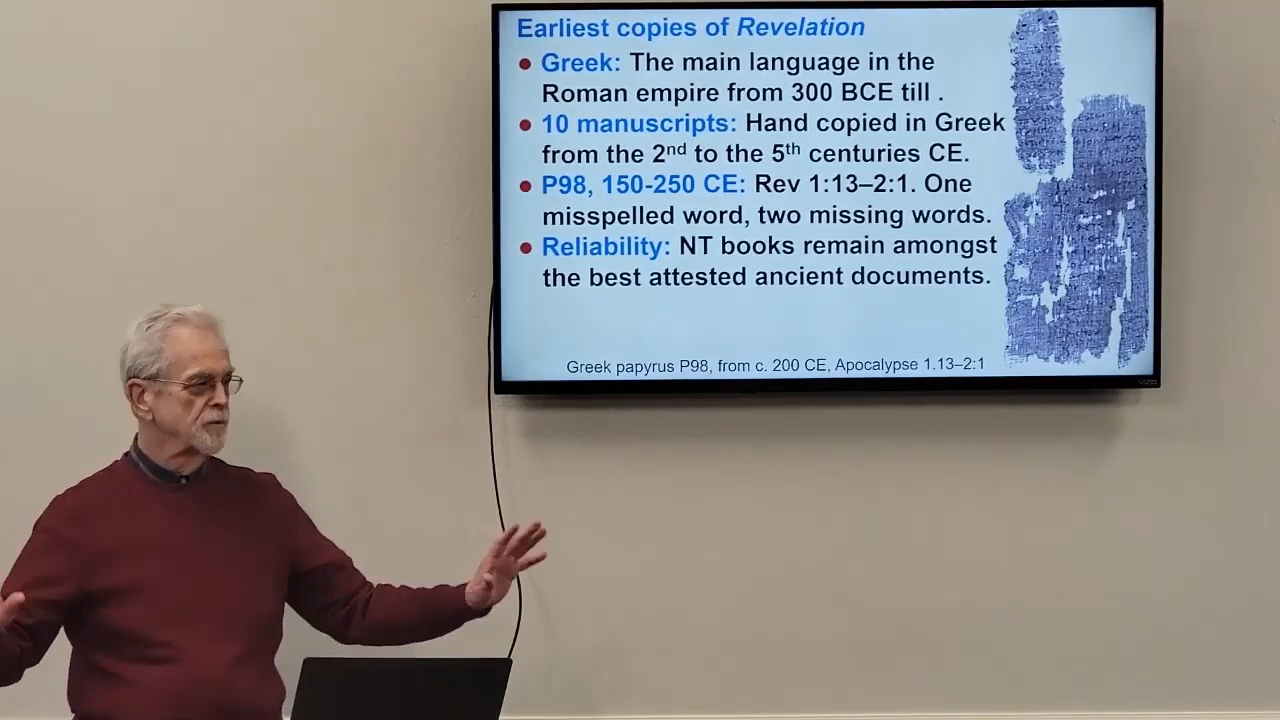 Earliest copies of Revelation
● Greek: The main language in the
Roman empire from 300 BCE till .
● 10 manuscripts: Hand copied in Greek
from the 2nd to the 5th centuries CE.
● P98, 150-250 CE: Rev 1:13–2:1. One
misspelled word, two missing words.
● Reliability: NT books remain amongst
the best attested ancient documents.
Greek papyrus P98, from c. 200 CE, Apocalypse 1.13–2:1
VIZIO